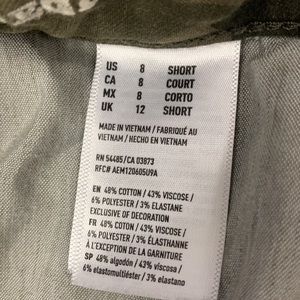 US 8 SHORT
CA 8 COURT
MX 8 CORTO
UK 12 SHORT
MADE IN VIETNAM / FABRIQUÉ AU
VIETNAM / HECHO EN VIETNAM
RN 54485/CA 03873
RFC# AEM120605U9A
EN 48% COTTON / 43% VISCOSE /
6% POLYESTER / 3% ELASTANE
EXCLUSIVE OF DECORATION
FR 48% COTON / 43% VISCOSE /
6% POLYESTER / 3% ÉLASTHANNE
À L'EXCEPTION DE LA GARNITURE
SP 48% algodón / 43% viscosa /
6% elastomultiéster / 3% elastano